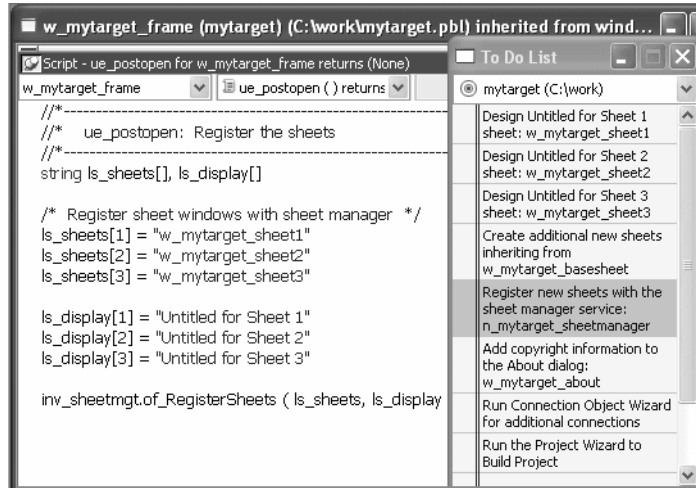 w_mytarget_frame (mytarget) (C:\work\mytarget.pbl) inherited from wind...
Script - ue_postopen for w_mytarget_frame returns (None)
w_mytarget_frame
ue_postopen ( ) returns
//*--------------------------------------------------------
//*    ue_postopen:  Register the sheets
//*--------------------------------------------------------
string ls_sheets[], ls_display[]
/*  Register sheet windows with sheet manager  */
ls_sheets[1] = "w_mytarget_sheet1"
ls_sheets[2] = "w_mytarget_sheet2"
ls_sheets[3] = "w_mytarget_sheet3"
ls_display[1] = "Untitled for Sheet 1"
ls_display[2] = "Untitled for Sheet 2"
ls_display[3] = "Untitled for Sheet 3"
inv_sheetmgt.of_RegisterSheets ( ls_sheets, ls_display
To Do List
mytarget (C:\work)
Design Untitled for Sheet 1
sheet: w_mytarget_sheet1
Design Untitled for Sheet 2
sheet: w_mytarget_sheet2
Design Untitled for Sheet 3
sheet: w_mytarget_sheet3
Create additional new sheets
inheriting from
w_mytarget_basesheet
Register new sheets with the
sheet manager service:
n_mytarget_sheetmanager
Add copyright information to
the About dialog:
w_mytarget_about
Run Connection Object Wizard
for additional connections
Run the Project Wizard to
Build Project